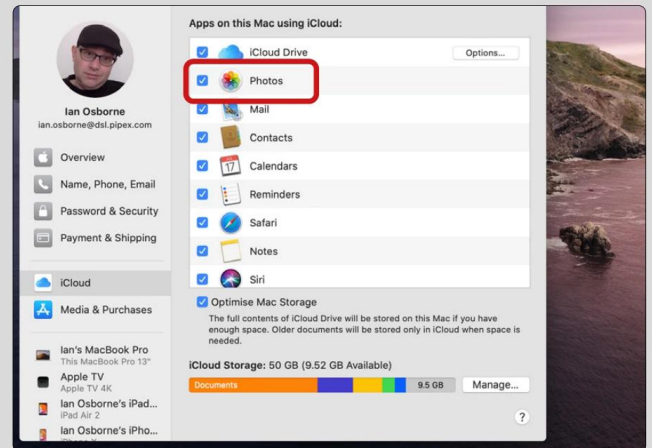 Apps on this Mac using iCloud:
iCloud Drive
Options...
Photos
Mail
Ian Osborne
ian.osborne@dsl.pipex.com
Contacts
Overview
17
Calendars
Name, Phone, Email
Reminders
Password & Security
Safari
Payment & Shipping
Notes
iCloud
Siri
Media & Purchases
Optimise Mac Storage
The full contents of iCloud Drive will be stored on this Mac if you have
enough space. Older documents will be stored only in iCloud when space is
needed.
Ian's MacBook Pro
This MacBook Pro 13"
Apple TV
Apple TV 4K
Ian Osborne's iPad...
iPad Air 2
Ian Osborne's iPho...
iCloud Storage: 50 GB (9.52 GB Available)
Documents
9.5 GB
Manage...
?